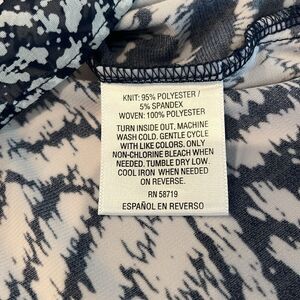 KNIT: 95% POLYESTER /
5% SPANDEX
WOVEN: 100% POLYESTER
TURN INSIDE OUT, MACHINE
WASH COLD. GENTLE CYCLE
WITH LIKE COLORS. ONLY
NON-CHLORINE BLEACH WHEN
NEEDED. TUMBLE DRY LOW.
COOL IRON WHEN NEEDED
ON REVERSE.
RN 58719
ESPAÑOL EN REVERSO